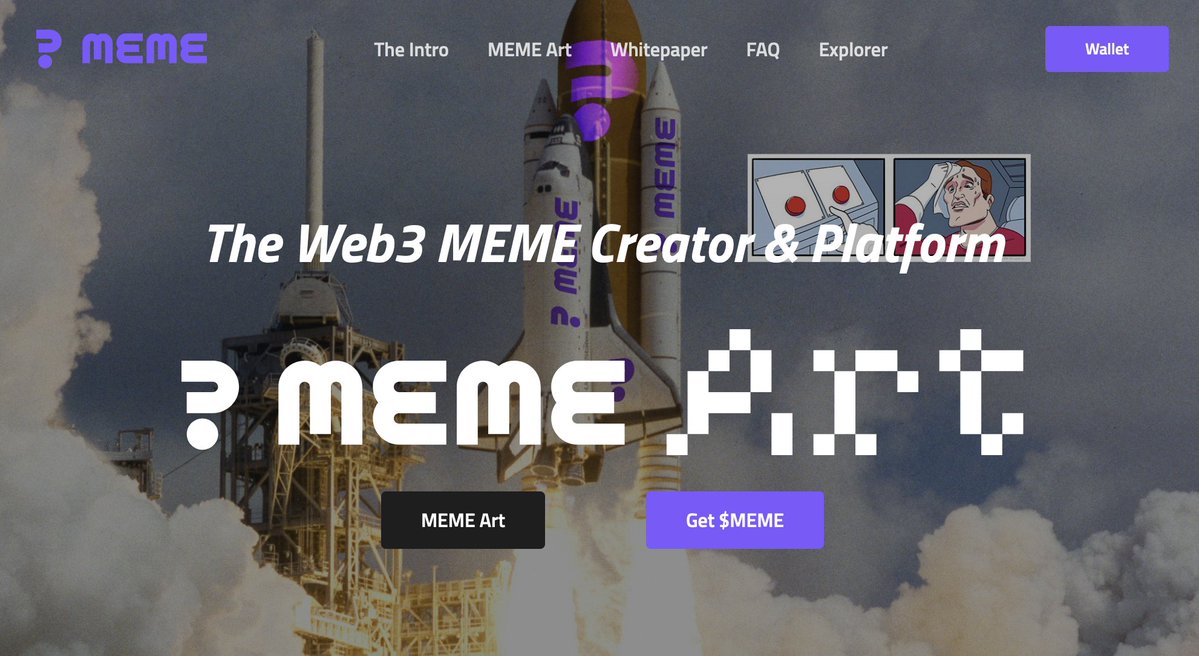 ? MEME
The Intro
MEME Art
Whitepaper
FAQ
Explorer
Wallet
MEME
? MEME
The Web3 MEME Creator & Platform
? MEME Art
MEME Art
Get $MEME